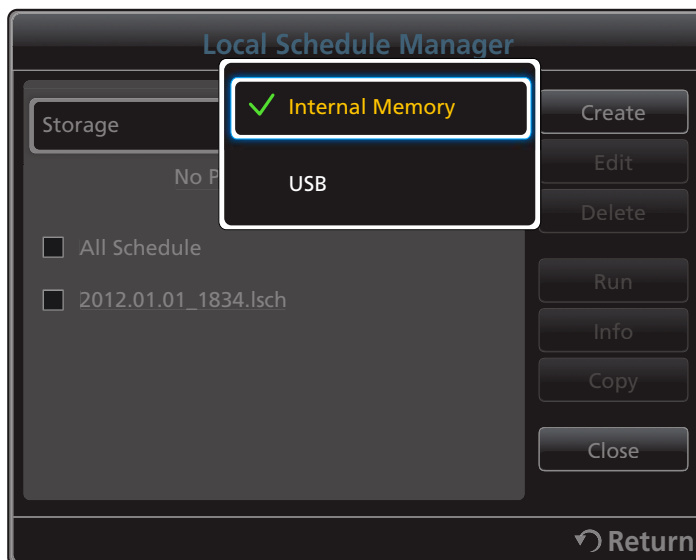 Local Schedule Manager
Storage
Internal Memory
USB
No P
All Schedule
2012.01.01_1834.lsch
Create
Edit
Delete
Run
Info
Copy
Close
Return